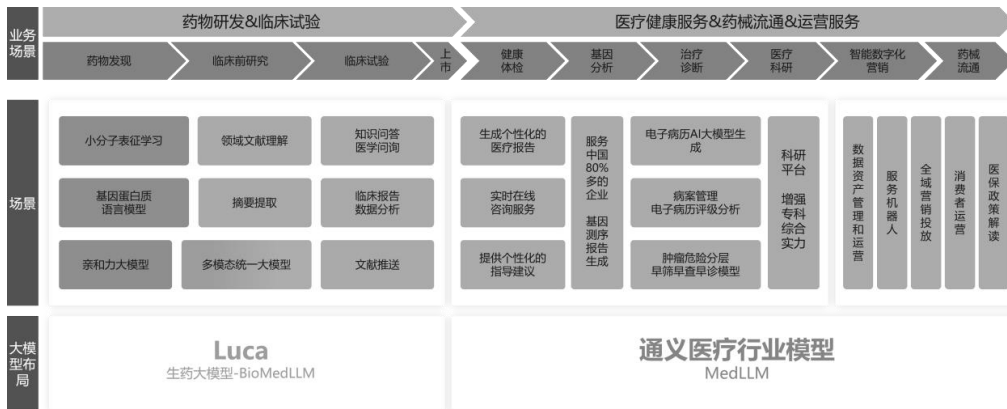 业务
场景
药物研发&临床试验
医疗健康服务&药械流通&运营服务
药物发现
临床前研究
临床试验
上
市
健康
体检
基因
分析
治疗
诊断
医疗
科研
智能数字化
营销
药械
流通
场景
小分子表征学习
领域文献理解
知识问答
医学问询
基因蛋白质
语言模型
摘要提取
临床报告
数据分析
亲和力大模型
多模态统一大模型
文献推送
生成个性化的
医疗报告
实时在线
咨询服务
提供个性化的
指导建议
服务
中国
80%
多的
企业
基因
测序
报告
生成
电子病历AI大模型生
成
病案管理
电子病历评级分析
肿瘤危险分层
早筛早查早诊模型
科研
平台
增强
专科
综合
实力
数据资产管理和运营
服务机器人
全域营销投放
消费者运营
医保政策解读
大模
型布
局
Luca
生药大模型-BioMedLLM
通义医疗行业模型
MedLLM